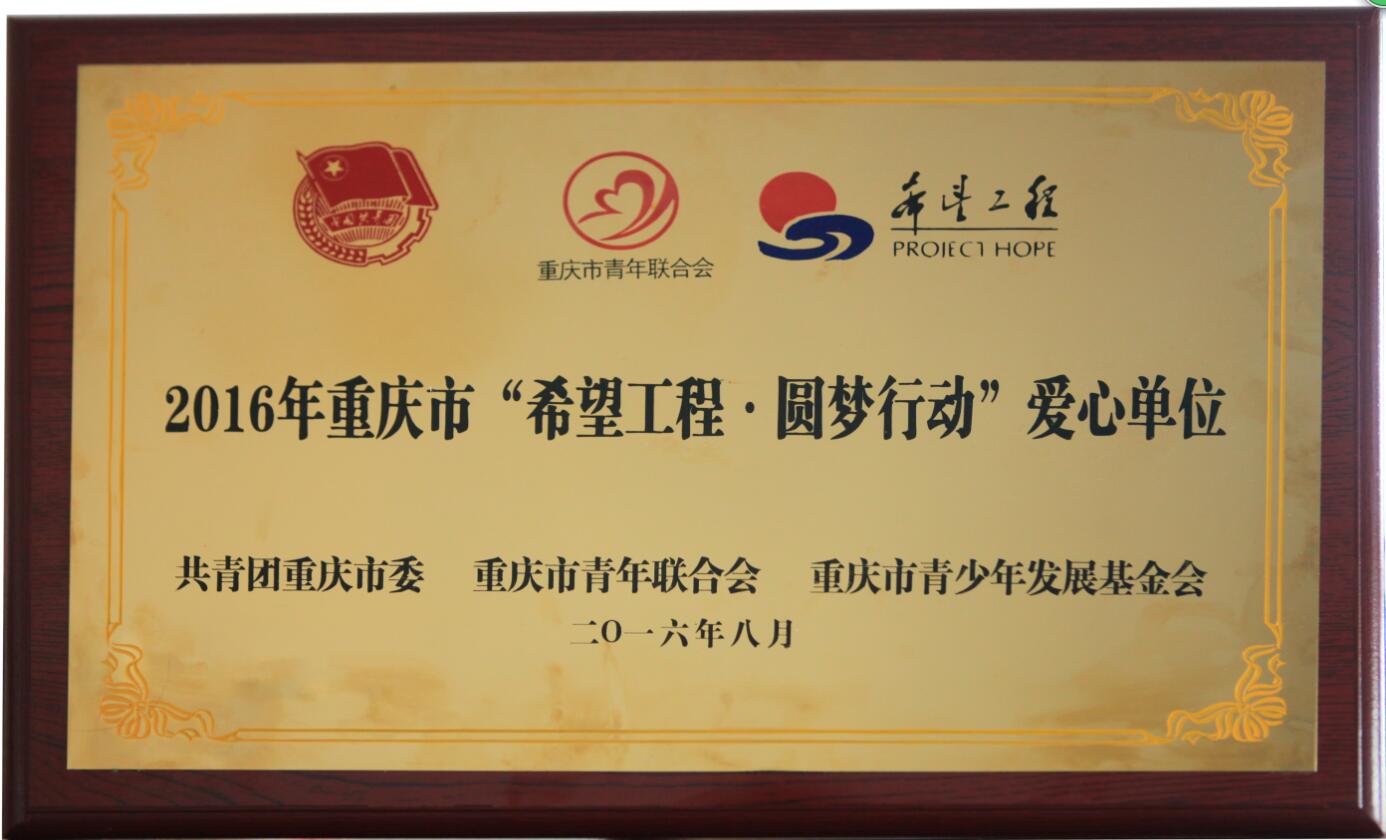 希望工程
PROJECT HOPE
重庆市青年联合会
2016年重庆市“希望工程·圆梦行动”爱心单位
共青团重庆市委 重庆市青年联合会 重庆市青少年发展基金会
二〇一六年八月